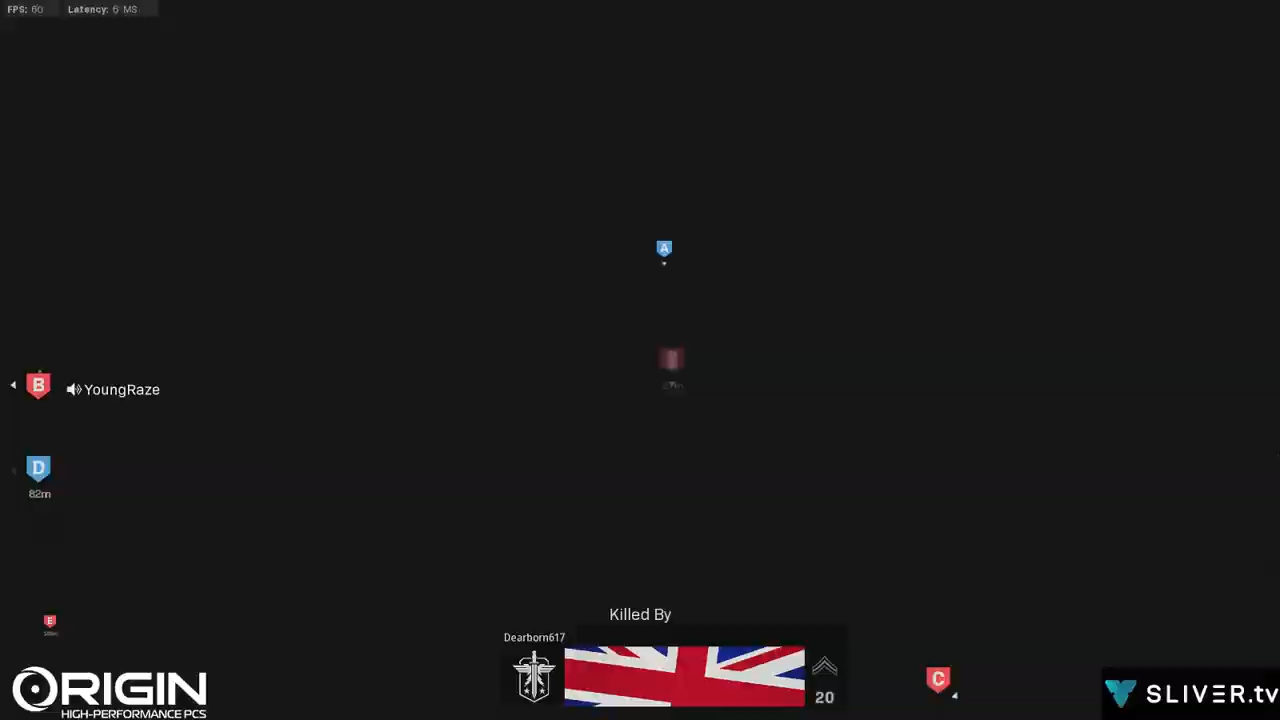 FPS: 60 Latency: 6 MS
A
B
YoungRaze
D
82m
Killed By
E
Dearborn617
C
20
ORIGIN
HIGH-PERFORMANCE PCS
SLIVER.tv